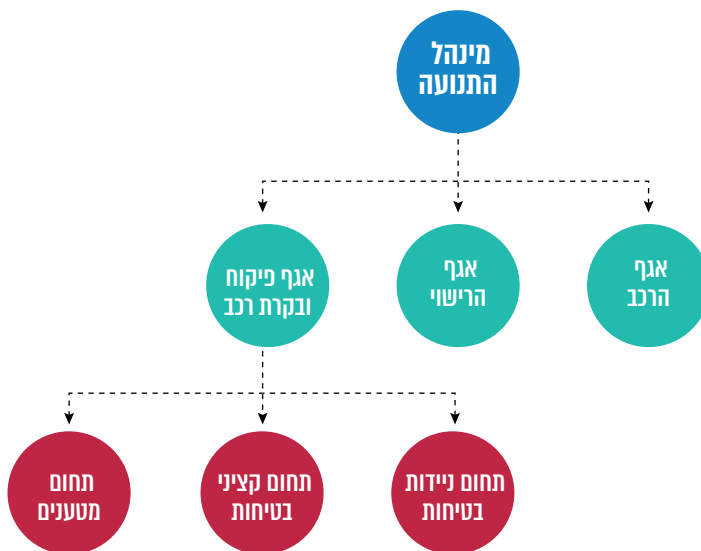 מינהל
התנועה
אגף
הרכב
אגף
הרישוי
אגף פיקוח
ובקרת רכב
תחום ניידות
בטיחות
תחום קציני
בטיחות
תחום
מטענים